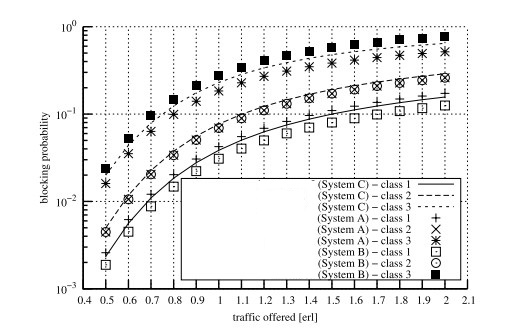 10^0
10^−1
10^−2
10^−3
blocking probability
(System C) − class 1
(System C) − class 2
(System C) − class 3
(System A) − class 1
(System A) − class 2
(System A) − class 3
(System B) − class 1
(System B) − class 2
(System B) − class 3
0.4 0.5 0.6 0.7 0.8 0.9 1 1.1 1.2 1.3 1.4 1.5 1.6 1.7 1.8 1.9 2 2.1
traffic offered [erl]